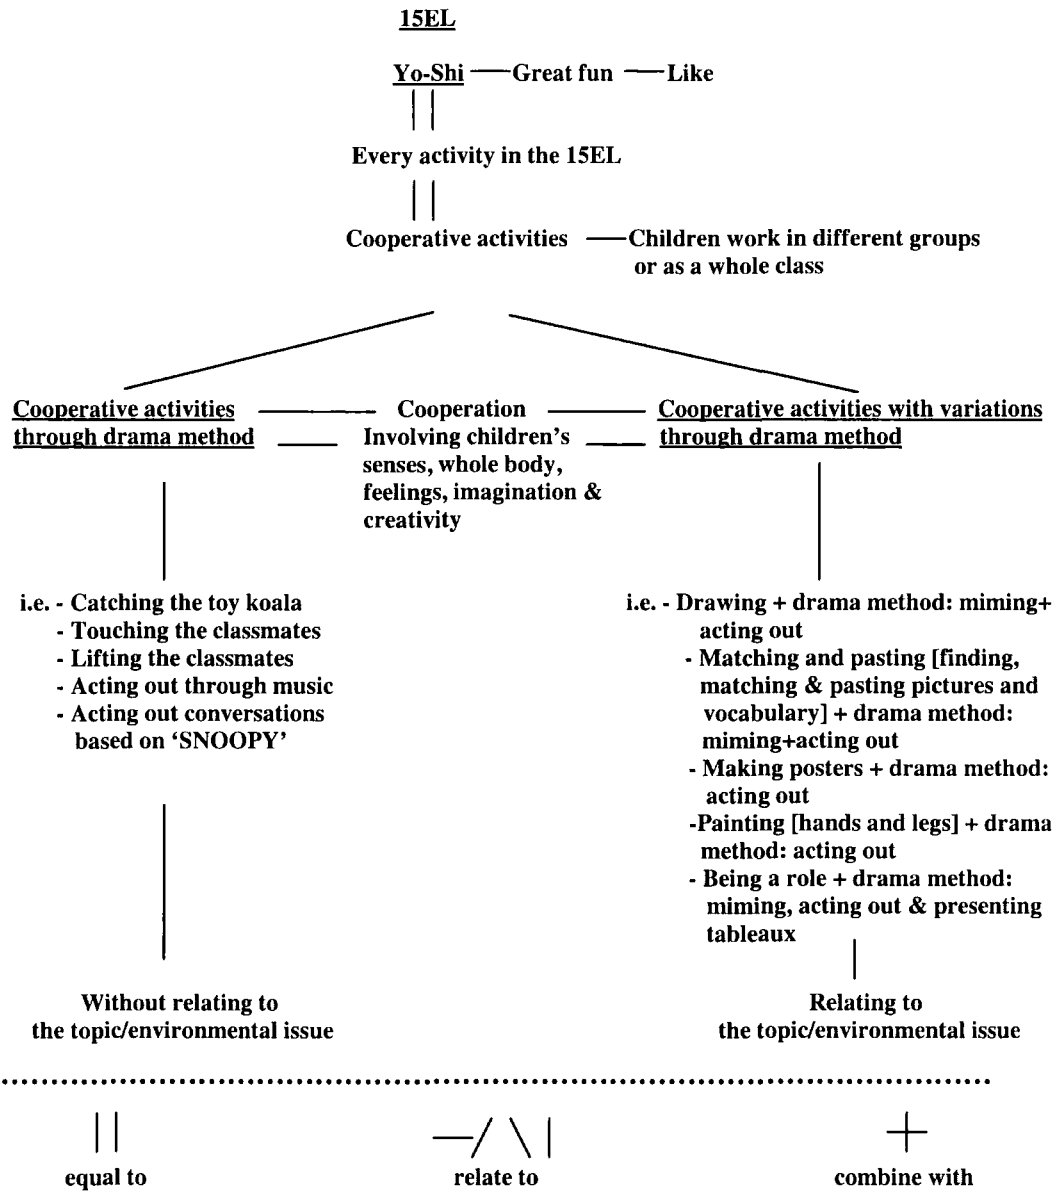 15EL
Yo-Shi Great fun Like
Every activity in the 15EL
Cooperative activities Children work in different groups
or as a whole class
Cooperative activities
through drama method
Cooperation
Involving children's
senses, whole body,
feelings, imagination &
creativity
Cooperative activities with variations
through drama method
i.e. - Catching the toy koala
- Touching the classmates
- Lifting the classmates
- Acting out through music
- Acting out conversations
based on ‘SNOOPY’
i.e. - Drawing + drama method: miming+
acting out
- Matching and pasting [finding,
matching & pasting pictures and
vocabulary] + drama method:
miming+acting out
- Making posters + drama method:
acting out
-Painting [hands and legs] + drama
method: acting out
- Being a role + drama method:
miming, acting out & presenting
tableaux
Without relating to
the topic/environmental issue
Relating to
the topic/environmental issue
equal to
relate to
combine with